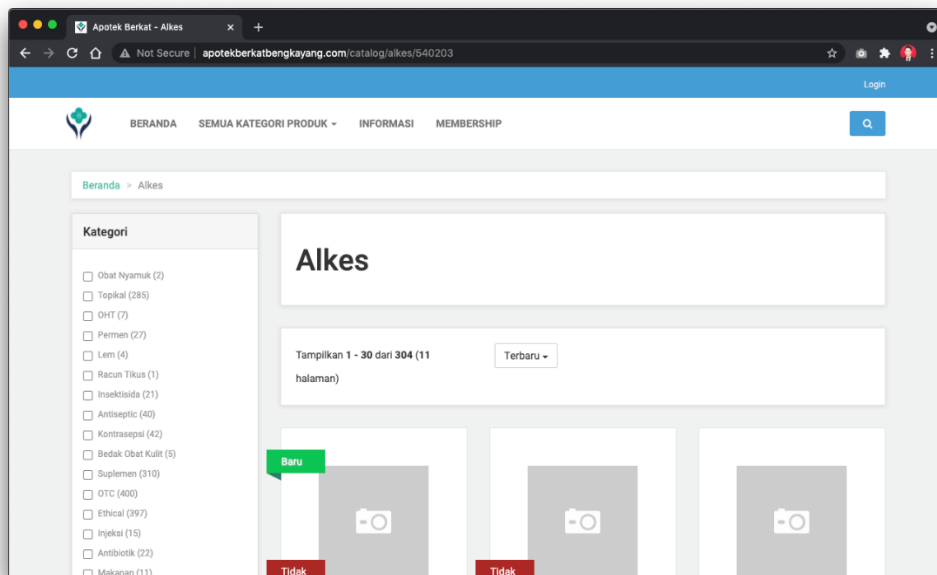 Apotek Berkat - Alkes
Not Secure | apotekberkatbengkayang.com/catalog/alkes/540203
Login
BERANDA SEMUA KATEGORI PRODUK INFORMASI MEMBERSHIP
Beranda > Alkes
Kategori
Obat Nyamuk (2)
Topikal (285)
OHT (7)
Permen (27)
Lem (4)
Racun Tikus (1)
Insektisida (21)
Antiseptic (40)
Kontrasepsi (42)
Bedak Obat Kulit (5)
Suplemen (310)
OTC (400)
Ethical (397)
Injeksi (15)
Antibiotik (22)
Makanan (11)
Alkes
Tampilkan 1 - 30 dari 304 (11
halaman)
Terbaru
Baru
Tidak
Tidak